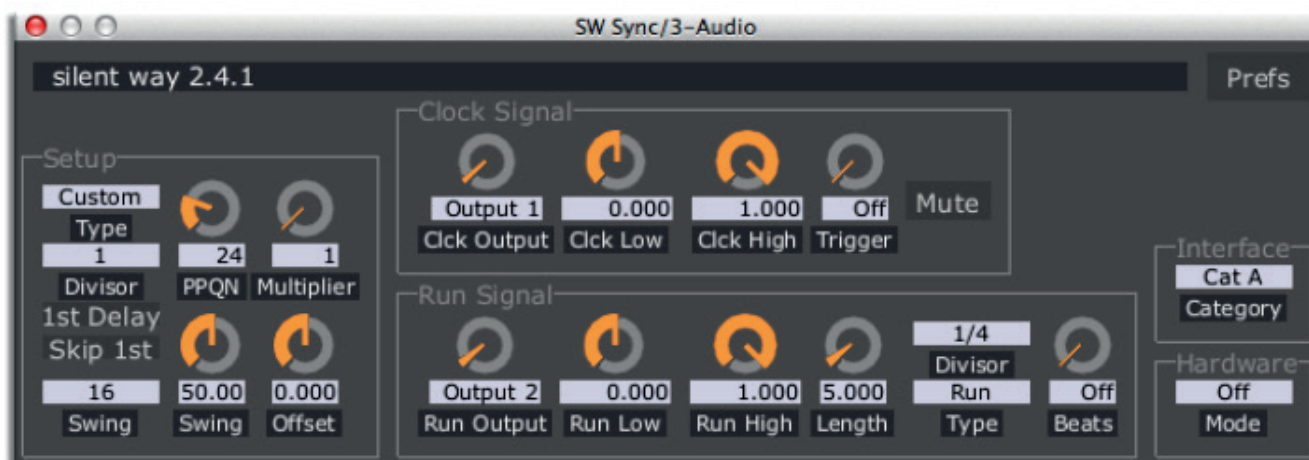 SW Sync/3-Audio
silent way 2.4.1
Prefs
Setup
Custom
Type
1 24 1
Divisor PPQN Multiplier
1st Delay
Skip 1st
16 50.00 0.000
Swing Swing Offset
Clock Signal
Output 1 0.000 1.000 Off
Clck Output Clck Low Clck High Trigger
Mute
Run Signal
1/4
Divisor
Output 2 0.000 1.000 5.000 Run Off
Run Output Run Low Run High Length Type Beats
Interface
Cat A
Category
Hardware
Off
Mode